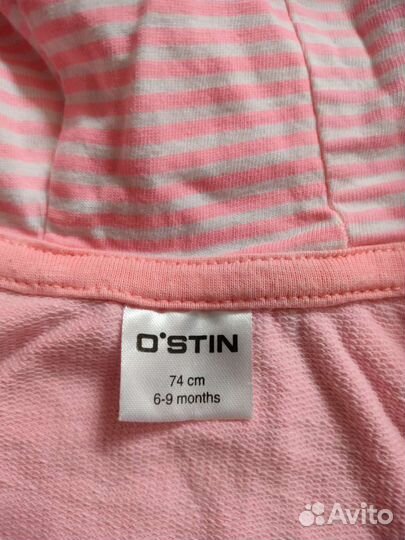 O'STIN
74 cm
6-9 months
Avito